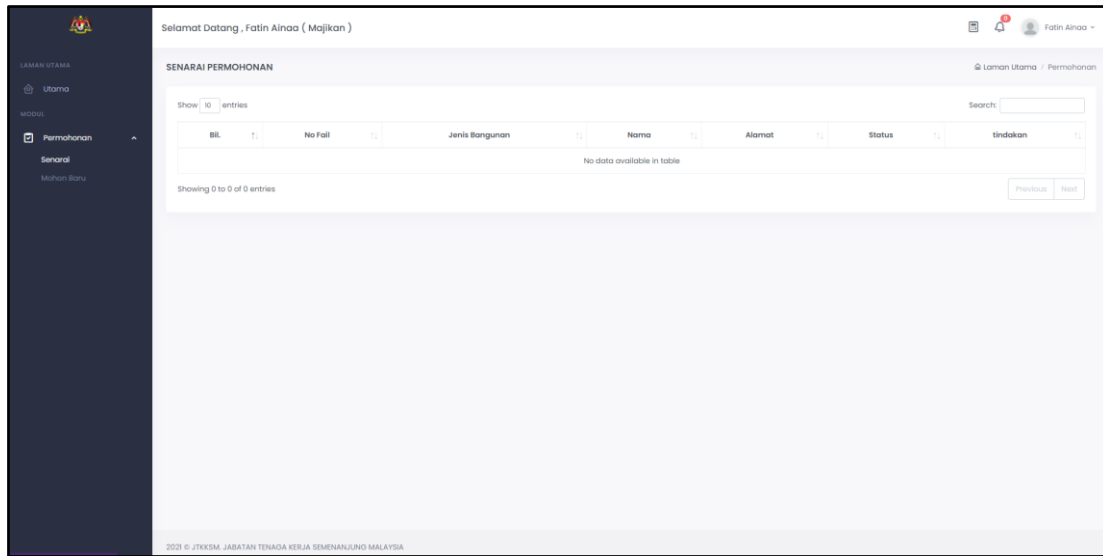 Selamat Datang , Fatin Ainaa ( Majikan )
0
Fatin Ainaa
LAMAN UTAMA
Utama
MODUL
Permohonan
Senarai
Mohon Baru
SENARAI PERMOHONAN
Laman Utama / Permohonan
Show 10 entries
Search:
Bil. No Fail Jenis Bangunan Nama Alamat Status tindakan
No data available in table
Showing 0 to 0 of 0 entries
Previous Next
2021 © JTKKSM. JABATAN TENAGA KERJA SEMENANJUNG MALAYSIA